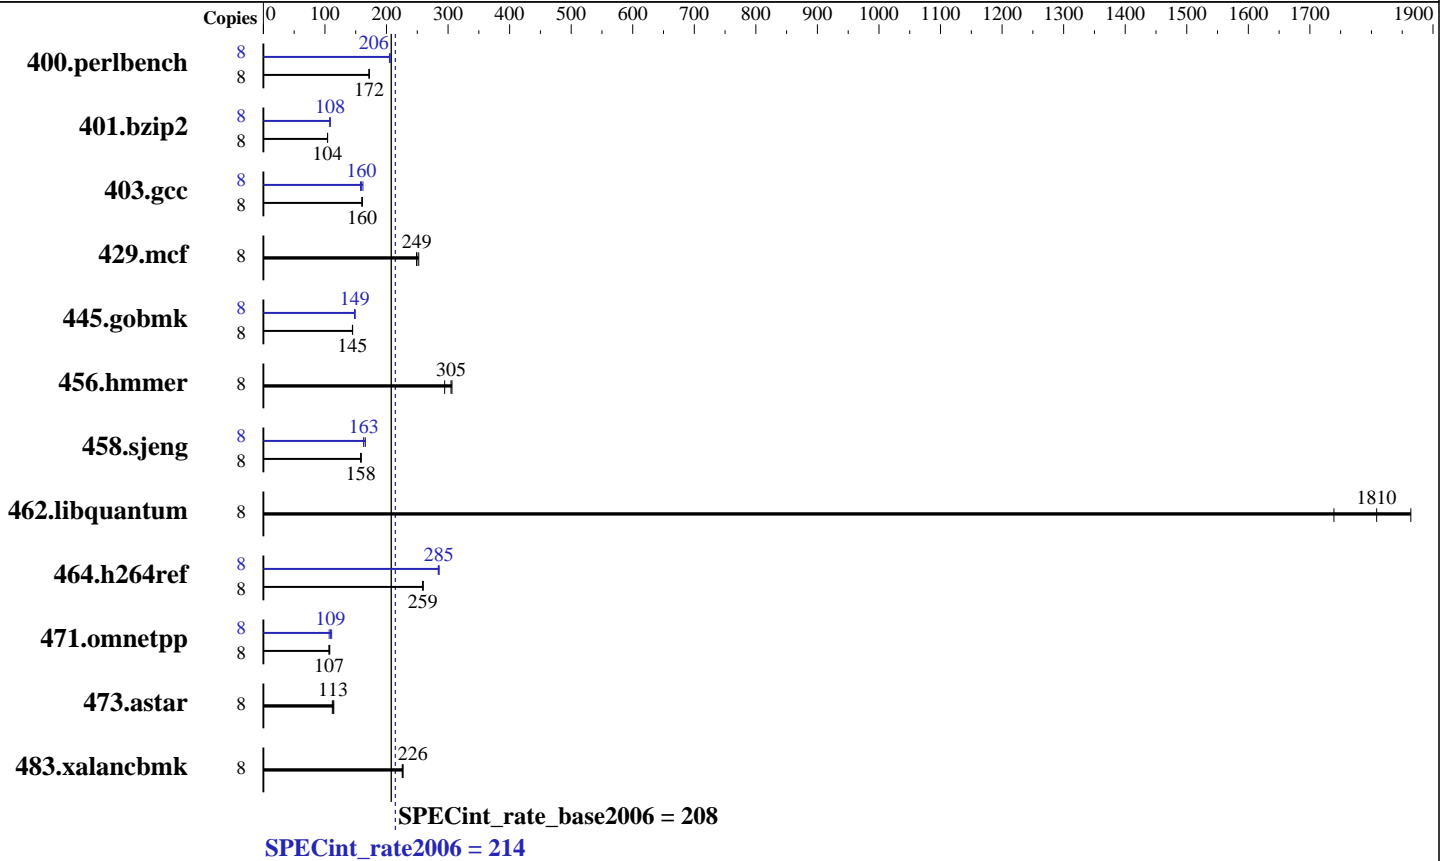 Copies 0 100 200 300 400 500 600 700 800 900 1000 1100 1200 1300 1400 1500 1600 1700 1900
400.perlbench 8 206
8 172
401.bzip2 8 108
8 104
403.gcc 8 160
8 160
429.mcf 8 249
445.gobmk 8 149
8 145
456.hmmer 8 305
458.sjeng 8 163
8 158
462.libquantum 8 1810
464.h264ref 8 285
8 259
471.omnetpp 8 109
8 107
473.astar 8 113
483.xalancbmk 8 226
SPECint_rate_base2006 = 208
SPECint_rate2006 = 214